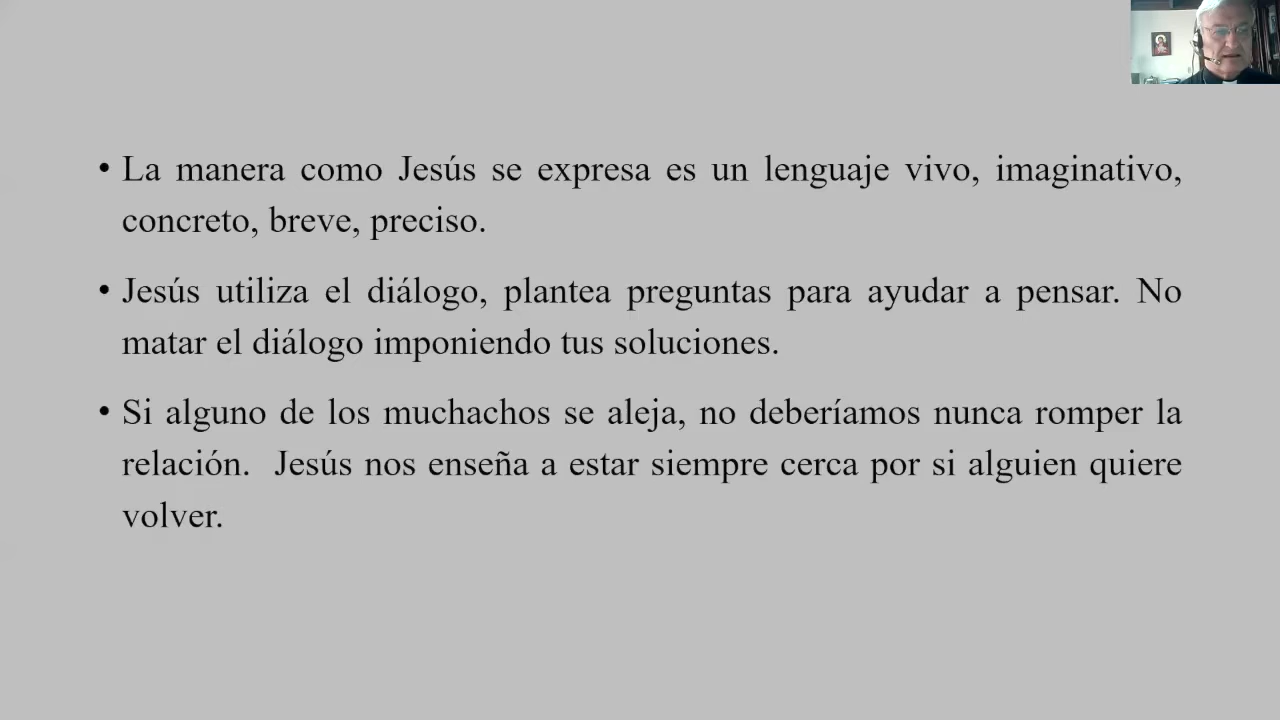 • La manera como Jesús se expresa es un lenguaje vivo, imaginativo,
concreto, breve, preciso.
• Jesús utiliza el diálogo, plantea preguntas para ayudar a pensar. No
matar el diálogo imponiendo tus soluciones.
• Si alguno de los muchachos se aleja, no deberíamos nunca romper la
relación.  Jesús nos enseña a estar siempre cerca por si alguien quiere
volver.